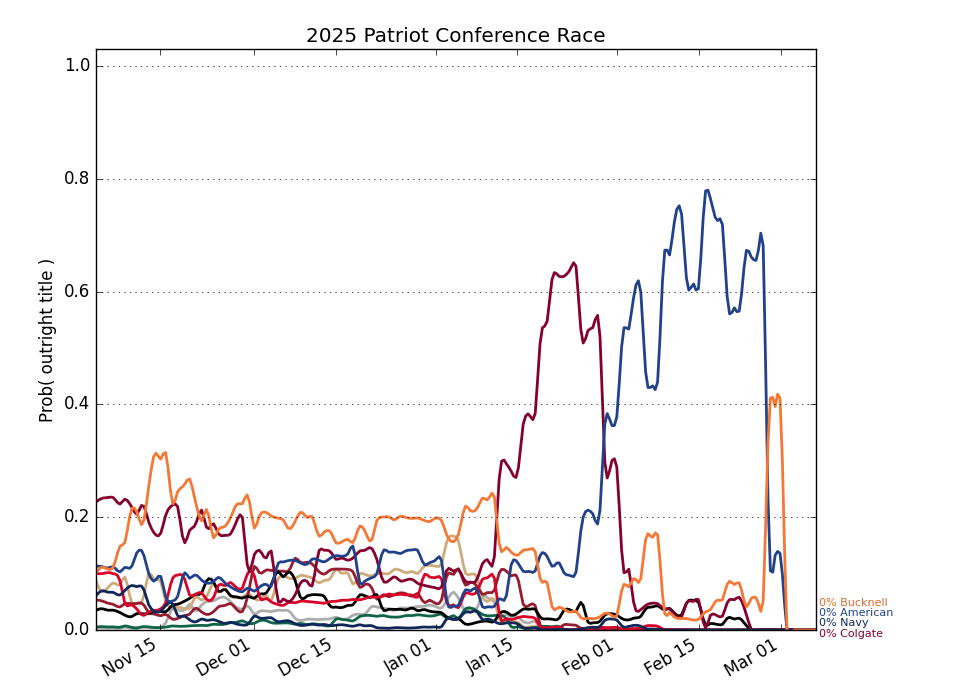 2025 Patriot Conference Race
Prob( outright title )
1.0
0.8
0.6
0.4
0.2
0.0
Nov 15
Dec 01
Dec 15
Jan 01
Jan 15
Feb 01
Feb 15
Mar 01
0% Bucknell
0% American
0% Navy
0% Colgate